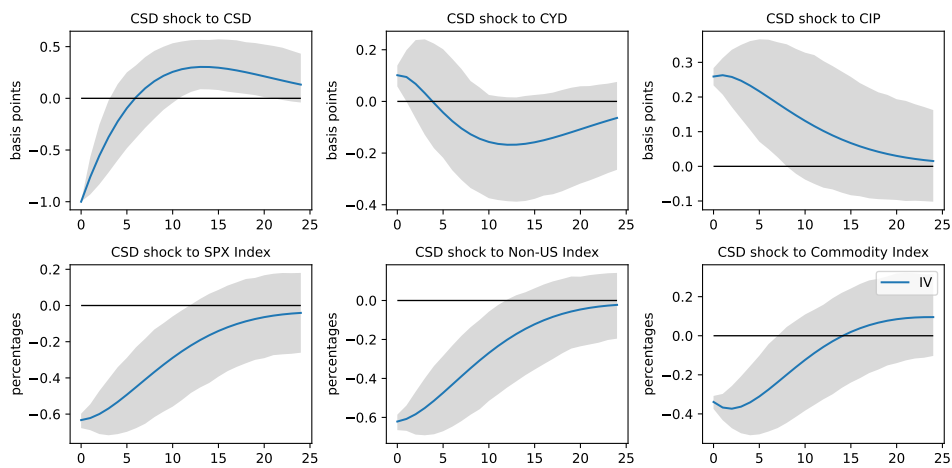 CSD shock to CSD
CSD shock to CYD
CSD shock to CIP
basis points
0.5
0.0
−0.5
−1.0
0 5 10 15 20 25
basis points
0.2
0.0
−0.2
−0.4
0 5 10 15 20 25
basis points
0.3
0.2
0.1
0.0
−0.1
0 5 10 15 20 25
CSD shock to SPX Index
CSD shock to Non-US Index
CSD shock to Commodity Index
percentages
0.2
0.0
−0.2
−0.4
−0.6
0 5 10 15 20 25
percentages
0.0
−0.2
−0.4
−0.6
0 5 10 15 20 25
percentages
IV
0.2
0.0
−0.2
−0.4
0 5 10 15 20 25